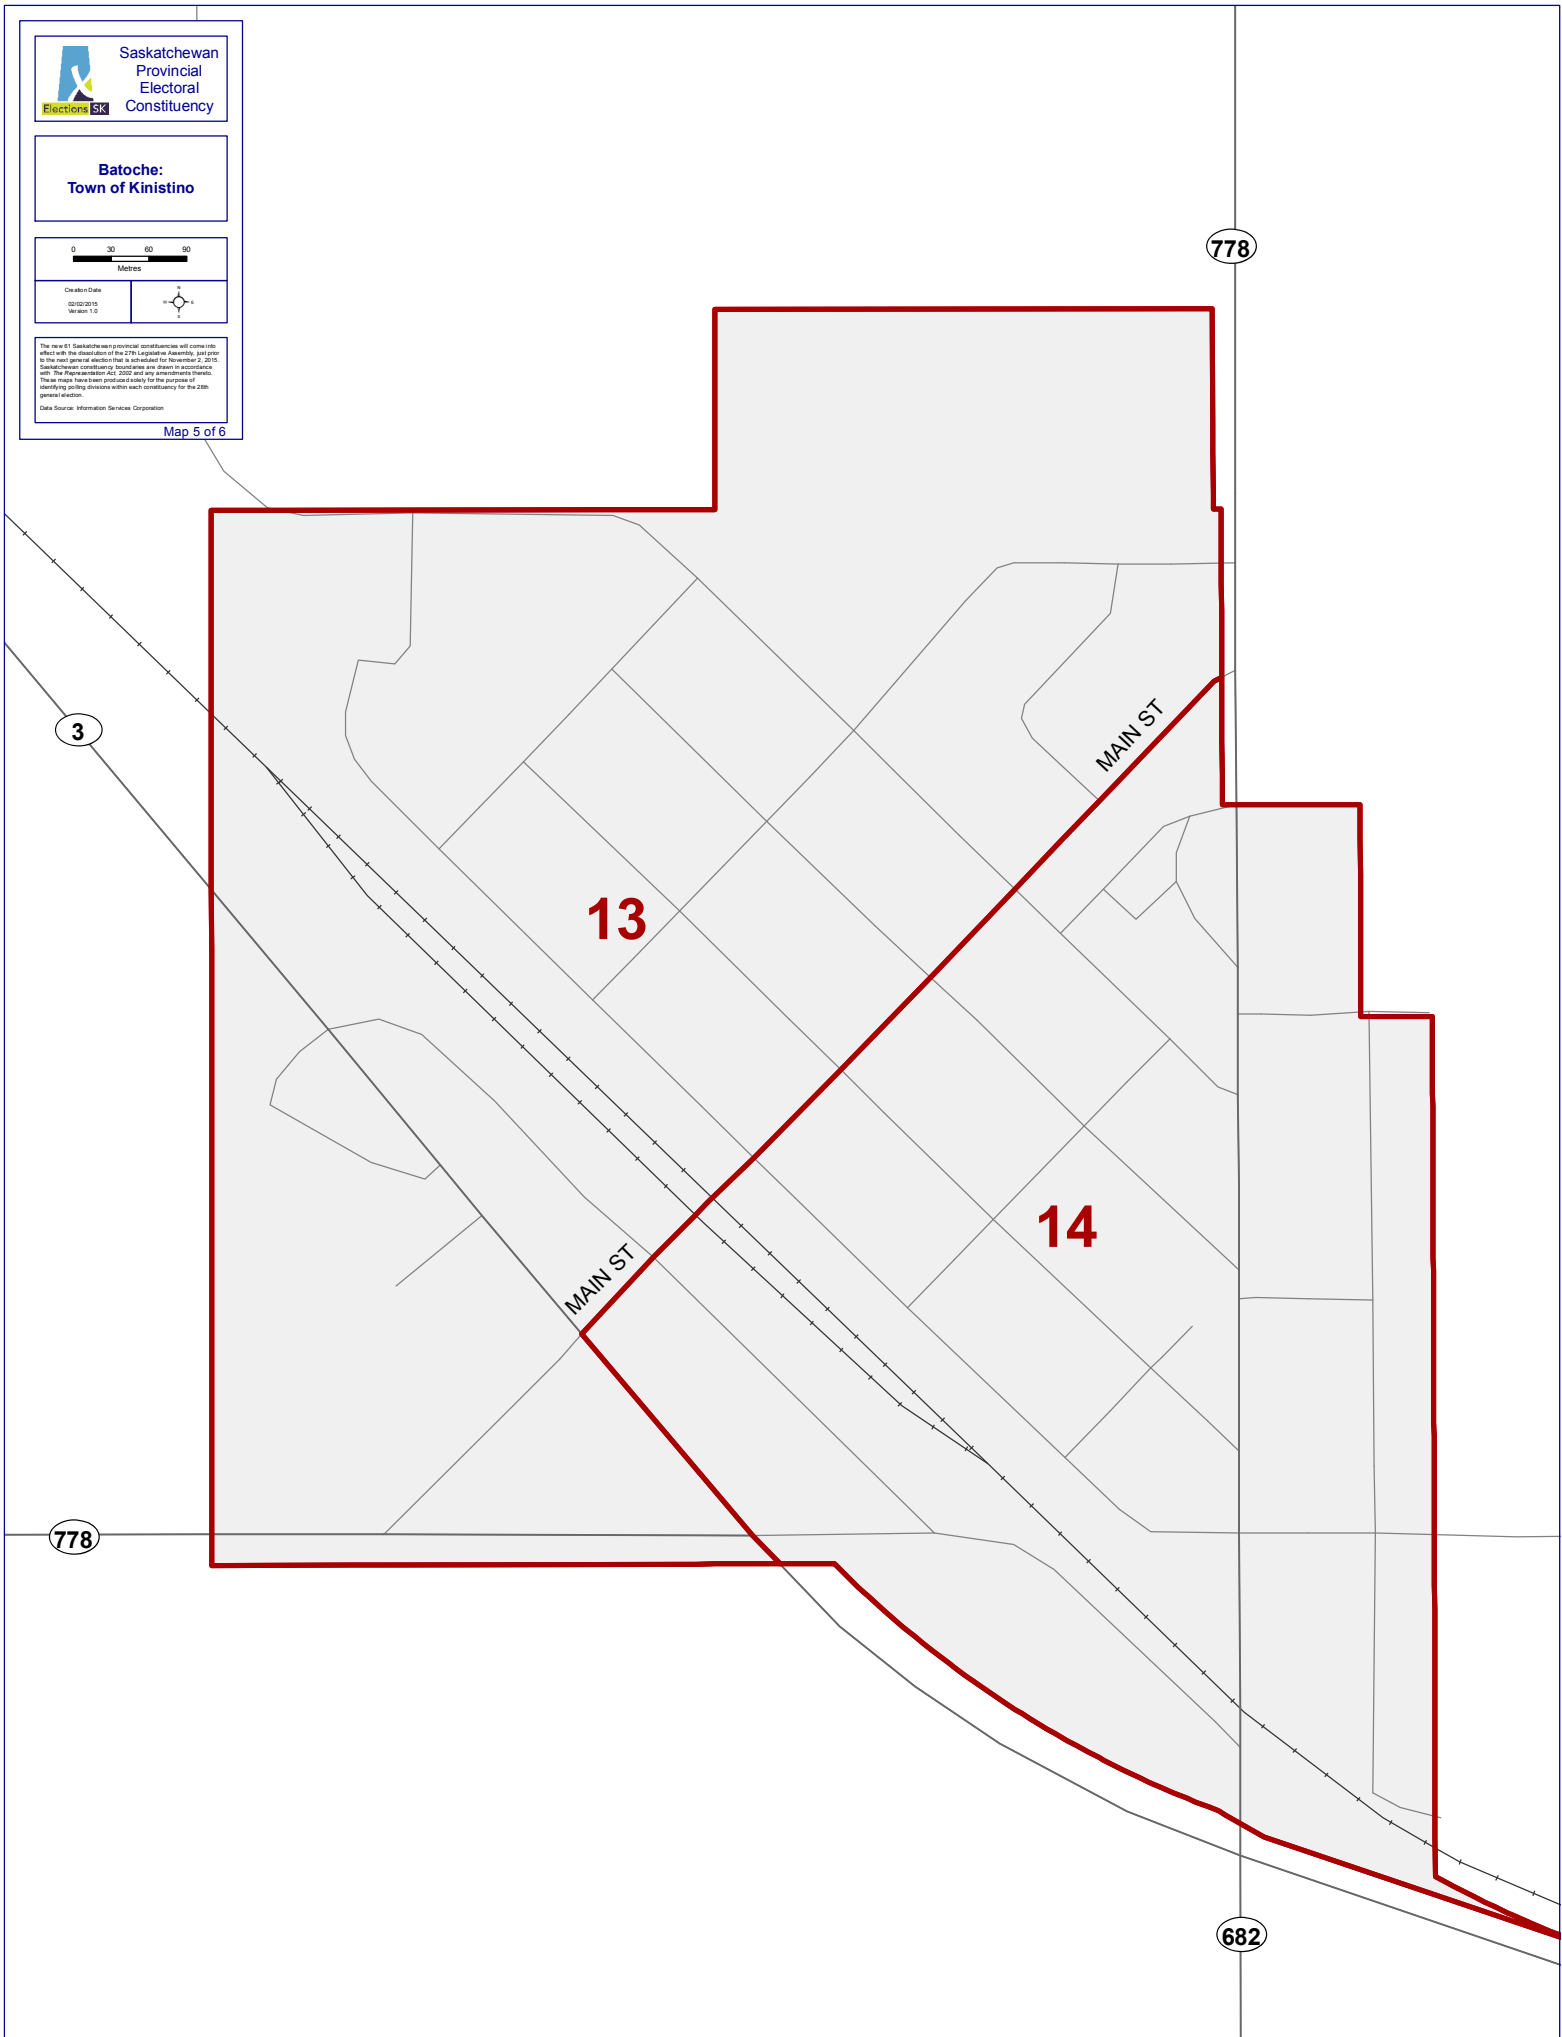 Saskatchewan
Provincial
Electoral
Constituency
Elections SK
Batoche:
Town of Kinistino
0 30 60 90
Metres
Creation Date
02/02/2015
Version 1.0
N
W E
S
The new 61 Saskatchewan provincial constituencies will come into
effect with the dissolution of the 27th Legislative Assembly, just prior
to the next general election that is scheduled for November 2, 2015.
Saskatchewan constituency boundaries are drawn in accordance
with The Representation Act, 2002 and any amendments thereto.
These maps have been produced solely for the purpose of
identifying polling divisions within each constituency for the 28th
general election.
Data Source: Information Services Corporation
Map 5 of 6
778
3
MAIN ST
13
14
MAIN ST
778
682